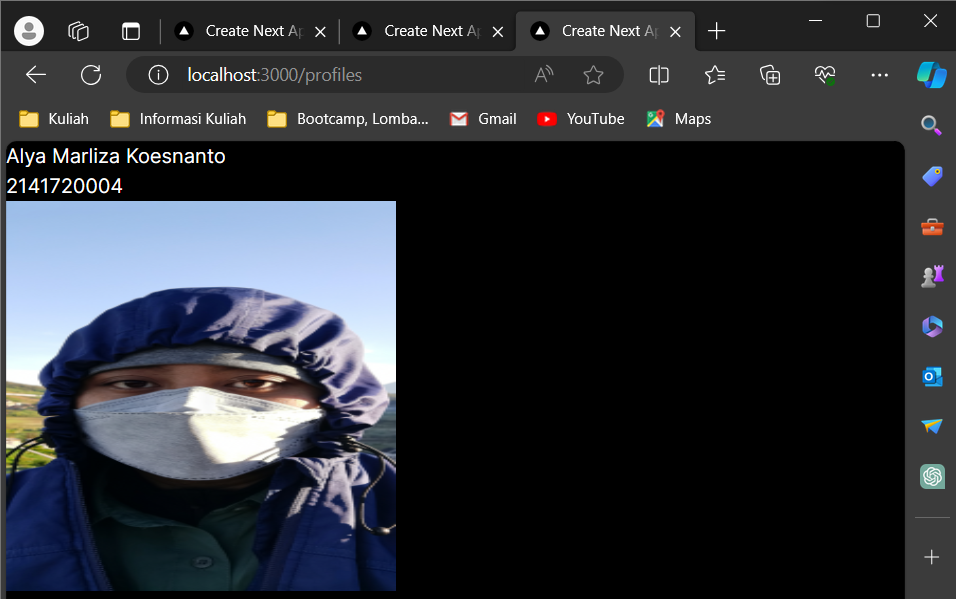 Create Next Ap
Create Next Ap
Create Next Ap
localhost:3000/profiles
Kuliah
Informasi Kuliah
Bootcamp, Lomba...
Gmail
YouTube
Maps
Alya Marliza Koesnanto
2141720004